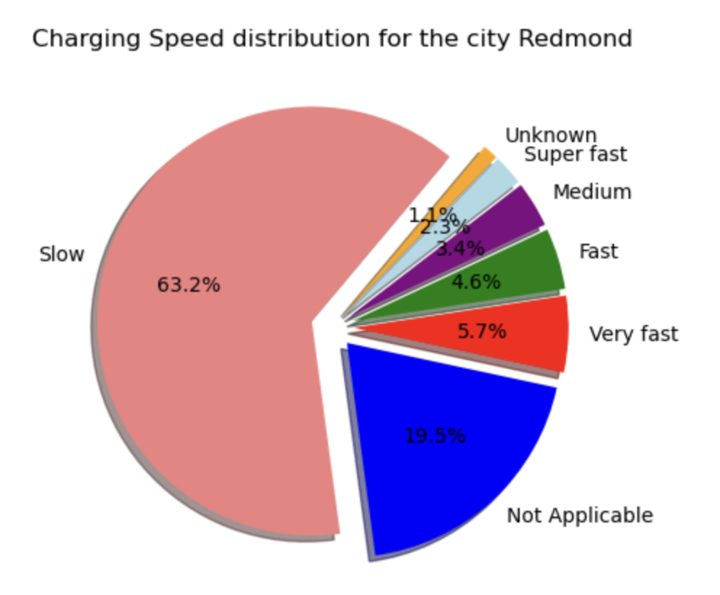 Charging Speed distribution for the city Redmond
Unknown
Super fast
Medium
1.1%
2.3%
3.4%
Fast
Slow
4.6%
63.2%
5.7%
Very fast
19.5%
Not Applicable